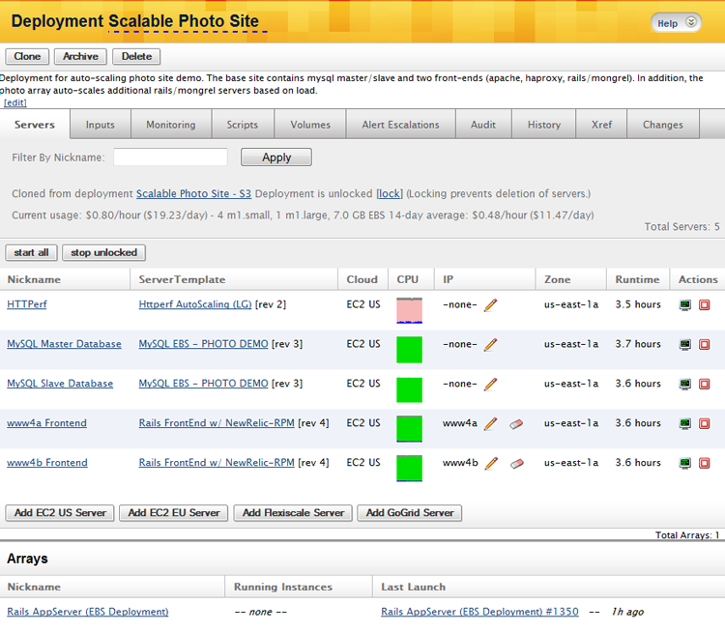 Deployment Scalable Photo Site
Help
Clone Archive Delete
Deployment for auto-scaling photo site demo. The base site contains mysql master/slave and two front-ends (apache, haproxy, rails/mongrel). In addition, the
photo array auto-scales additional rails/mongrel servers based on load.
[edit]
Servers Inputs Monitoring Scripts Volumes Alert Escalations Audit History Xref Changes
Filter By Nickname: Apply
Cloned from deployment Scalable Photo Site - S3 Deployment is unlocked [lock] (Locking prevents deletion of servers.)
Current usage: $0.80/hour ($19.23/day) - 4 m1.small, 1 m1.large, 7.0 GB EBS 14-day average: $0.48/hour ($11.47/day)
Total Servers: 5
start all stop unlocked
Nickname ServerTemplate Cloud CPU IP Zone Runtime Actions
HTTPerf Httperf AutoScaling (LG) [rev 2] EC2 US -none- us-east-1a 3.5 hours
MySQL Master Database MySQL EBS - PHOTO DEMO [rev 3] EC2 US -none- us-east-1a 3.7 hours
MySQL Slave Database MySQL EBS - PHOTO DEMO [rev 3] EC2 US -none- us-east-1a 3.6 hours
www4a Frontend Rails FrontEnd w/ NewRelic-RPM [rev 4] EC2 US www4a us-east-1a 3.6 hours
www4b Frontend Rails FrontEnd w/ NewRelic-RPM [rev 4] EC2 US www4b us-east-1a 3.6 hours
Add EC2 US Server Add EC2 EU Server Add Flexiscale Server Add GoGrid Server
Total Arrays: 1
Arrays
Nickname Running Instances Last Launch
Rails AppServer (EBS Deployment) -- none -- Rails AppServer (EBS Deployment) #1350 -- 1h ago